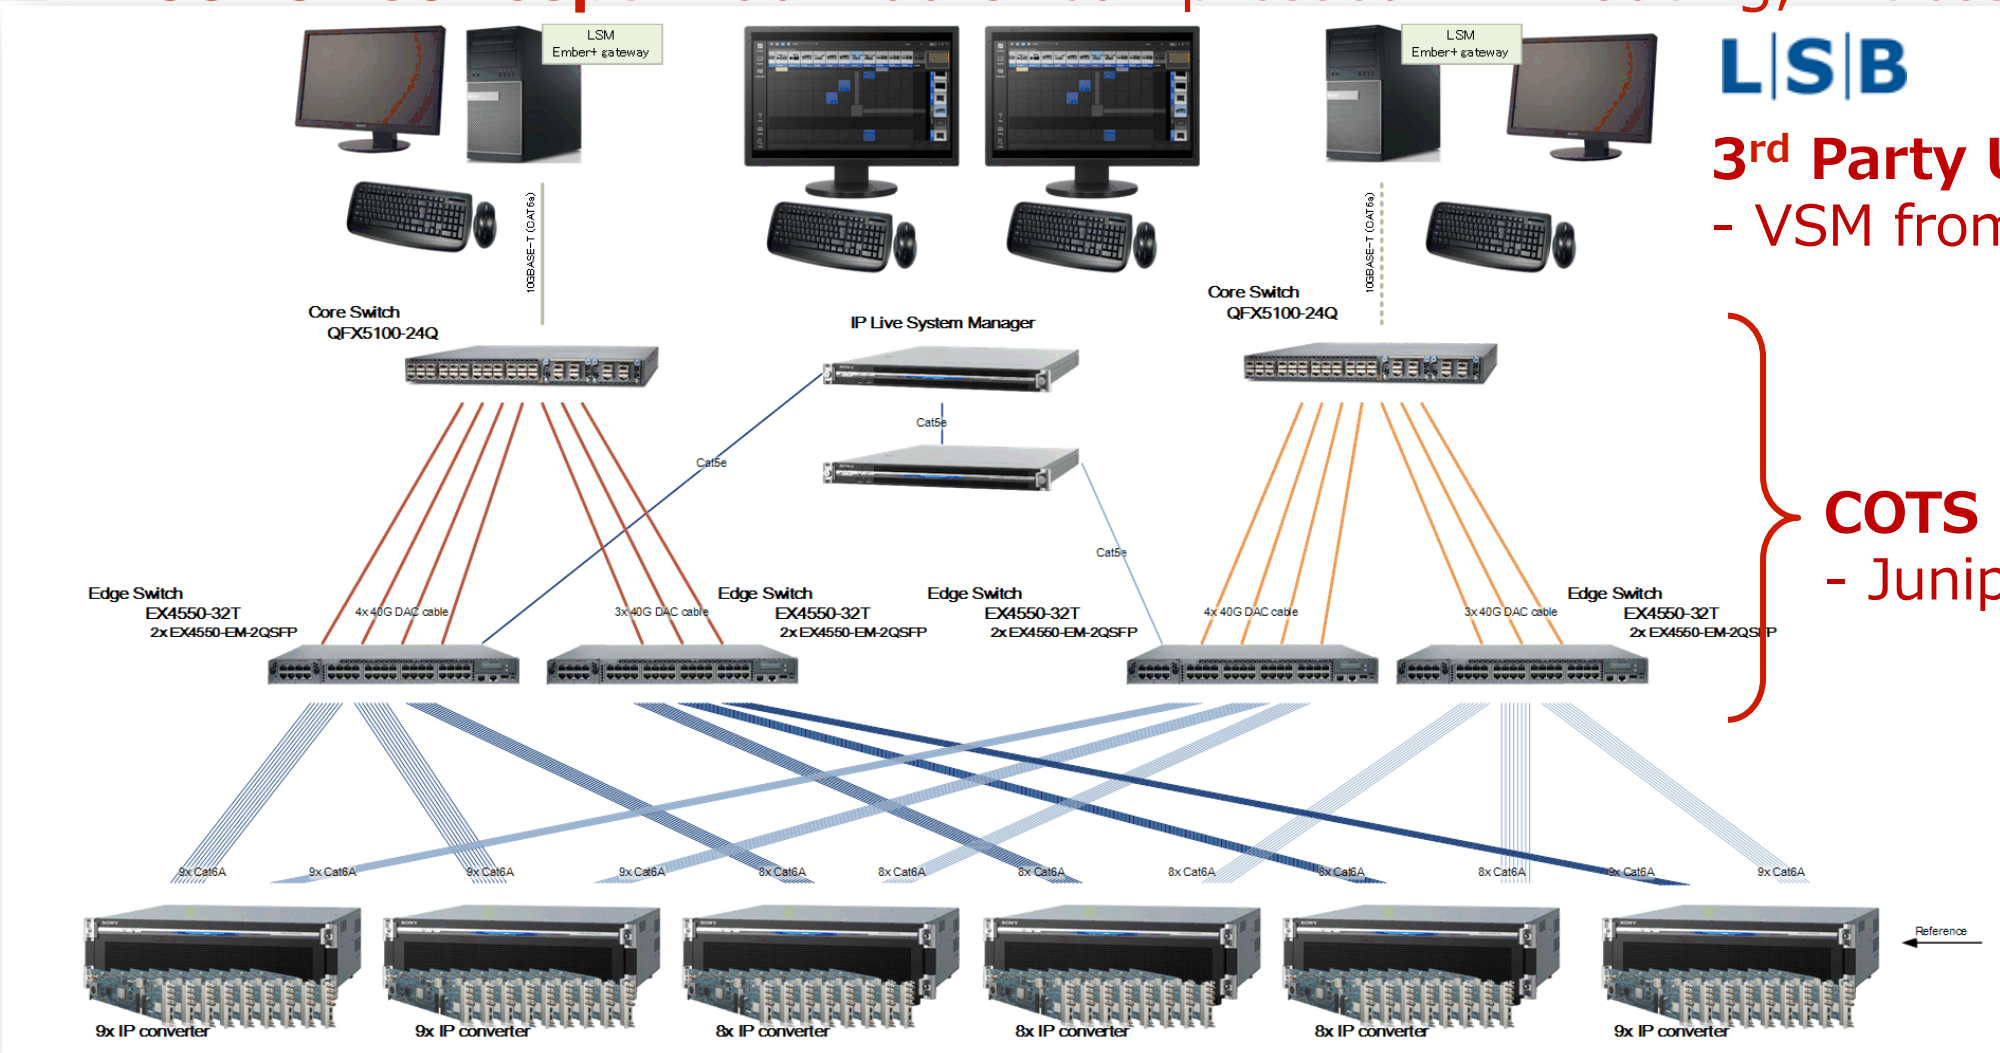 LSM
Ember+ gateway
LSM
Ember+ gateway
L|S|B
3rd Party
- VSM from
10GBASE-T (CAT6a)
10GBASE-T (CAT6a)
Core Switch
QFX5100-24Q
IP Live System Manager
Core Switch
QFX5100-24Q
Cat5e
Cat5e
Cat5e
COTS
Edge Switch
EX4550-32T
2x EX4550-EM-2QSFP
4x 40G DAC cable
3x 40G DAC cable
Edge Switch
EX4550-32T
2x EX4550-EM-2QSFP
Edge Switch
EX4550-32T
2x EX4550-EM-2QSFP
4x 40G DAC cable
3x 40G DAC cable
Edge Switch
EX4550-32T
2x EX4550-EM-2QSFP
9x Cat6A
9x Cat6A
9x Cat6A
9x Cat6A
8x Cat6A
8x Cat6A
8x Cat6A
8x Cat6A
8x Cat6A
8x Cat6A
9x Cat6A
9x Cat6A
Reference
SONY
SONY
SONY
SONY
SONY
SONY
9x IP converter
9x IP converter
8x IP converter
8x IP converter
8x IP converter
9x IP converter